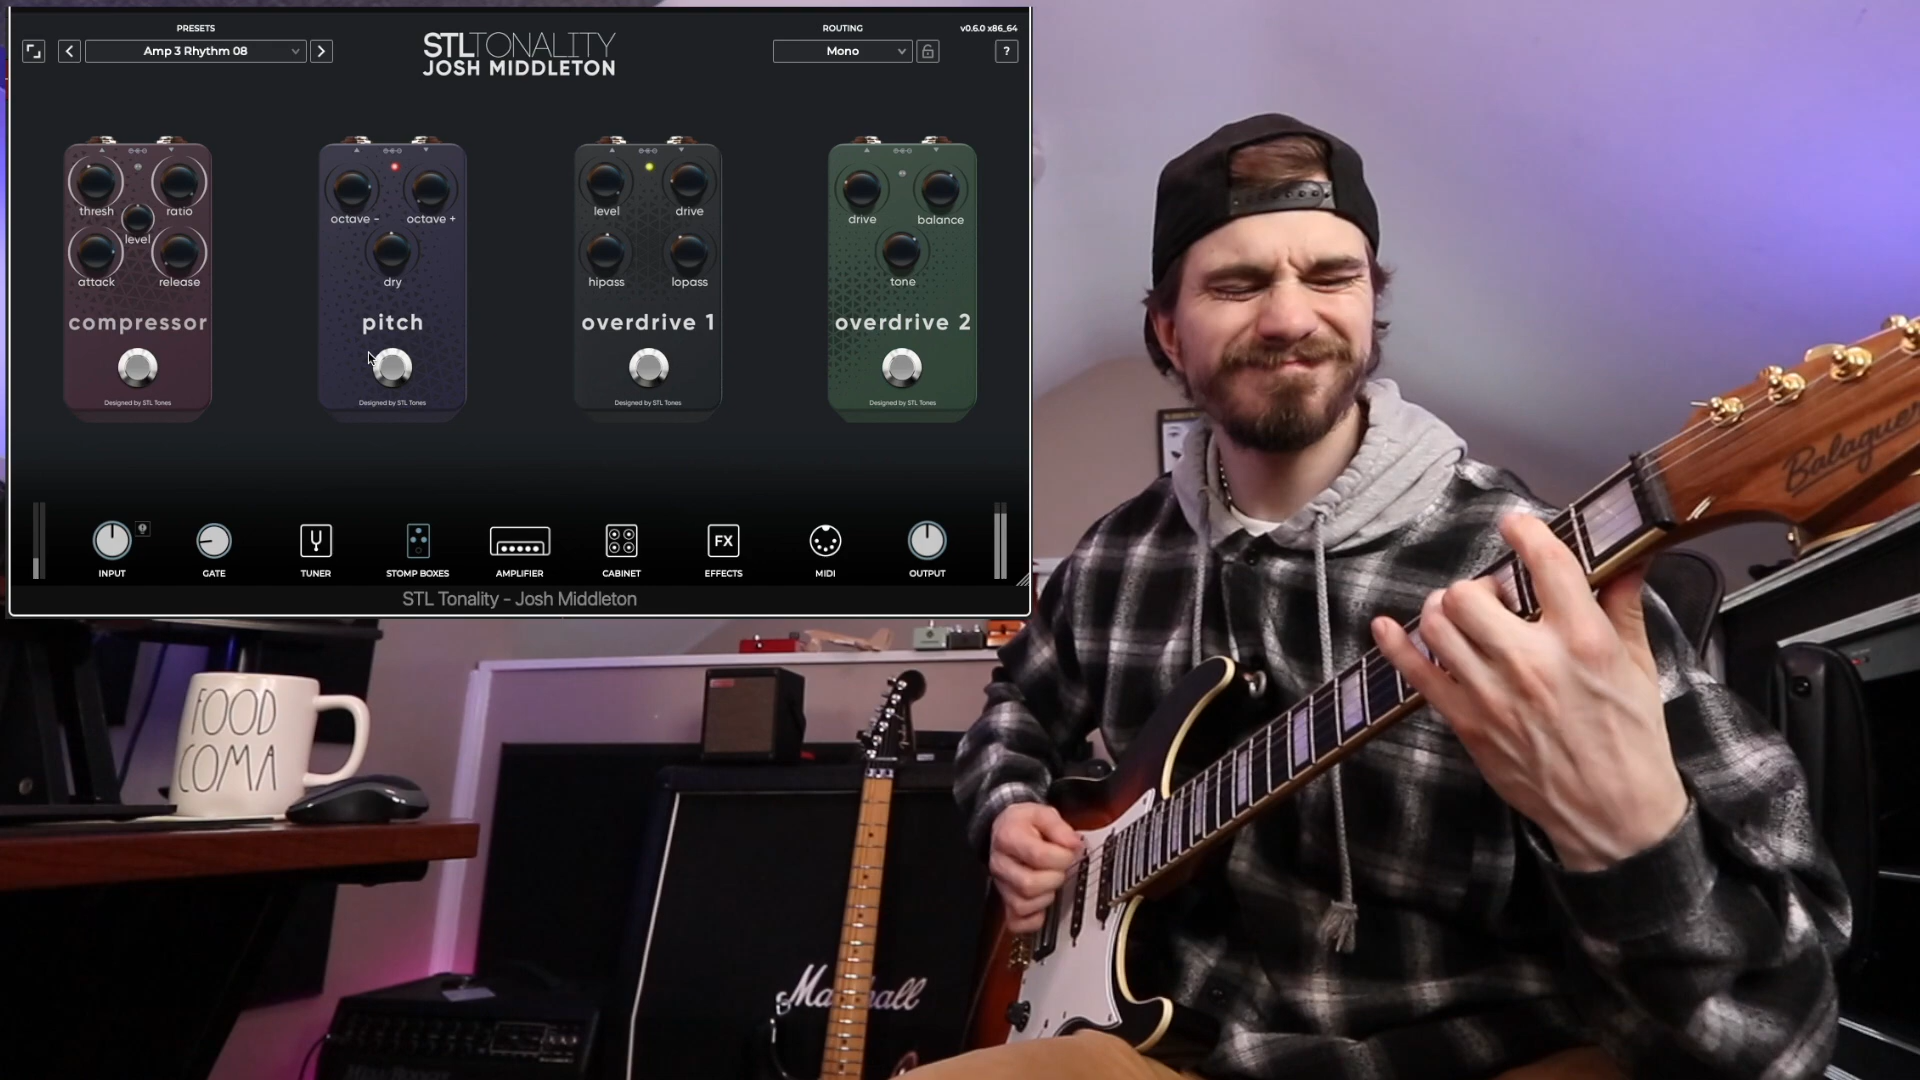 PRESETS
Amp 3 Rhythm 08
STL TONALITY
JOSH MIDDLETON
ROUTING
Mono
v0.6.0 x86_64
?
thresh
ratio
level
attack
release
compressor
Designed by STL Tones
octave -
octave +
dry
pitch
Designed by STL Tones
level
drive
hipass
lopass
overdrive 1
Designed by STL Tones
drive
balance
tone
overdrive 2
Designed by STL Tones
INPUT
GATE
TUNER
STOMP BOXES
AMPLIFIER
CABINET
FX
EFFECTS
MIDI
OUTPUT
STL Tonality - Josh Middleton
Balaguer
FOOD
COMA
Marshall